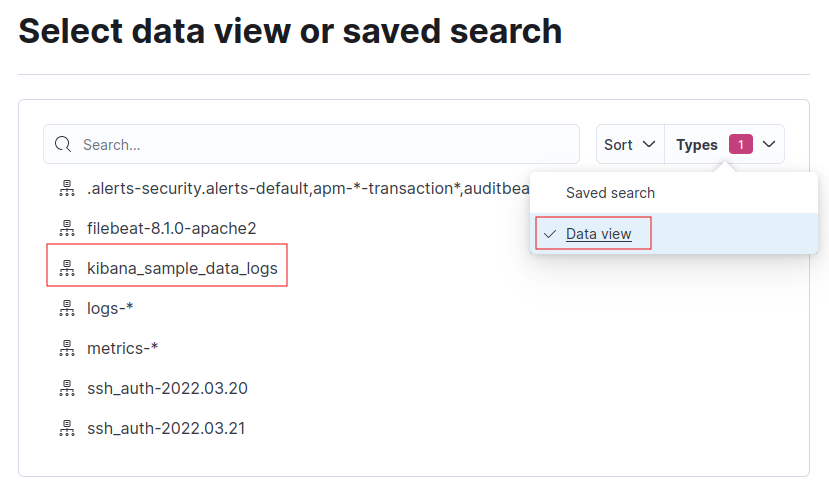 Select data view or saved search
Search...
Sort
Types 1
.alerts-security.alerts-default,apm-*-transaction*,auditbea
Saved search
filebeat-8.1.0-apache2
Data view
kibana_sample_data_logs
logs-*
metrics-*
ssh_auth-2022.03.20
ssh_auth-2022.03.21